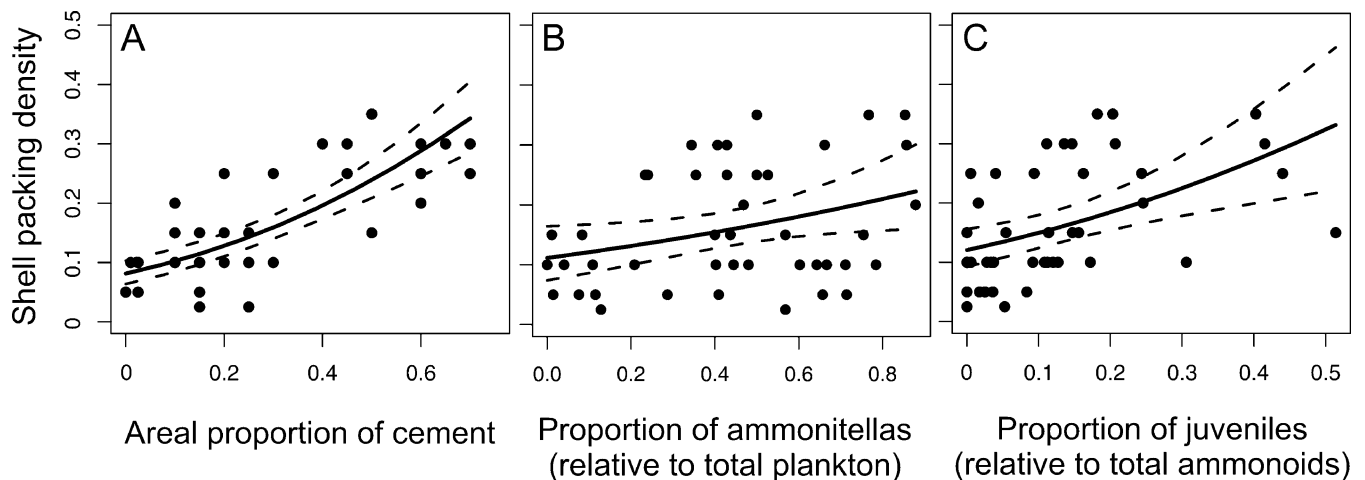 Shell packing density
0.5
0.4
0.3
0.2
0.1
0
A
0 0.2 0.4 0.6
Areal proportion of cement
B
0.0 0.2 0.4 0.6 0.8
Proportion of ammonitellas
(relative to total plankton)
C
0 0.1 0.2 0.3 0.4 0.5
Proportion of juveniles
(relative to total ammonoids)